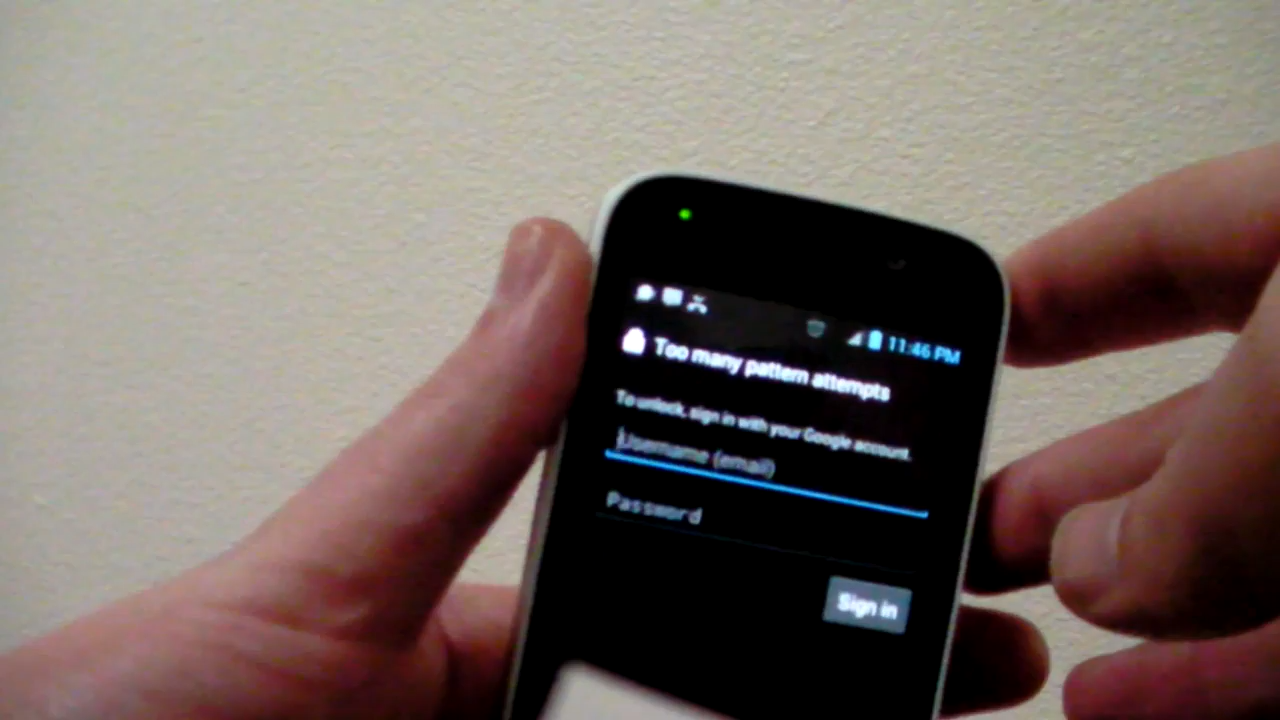 11:46 PM
Too many pattern attempts
To unlock, sign in with your Google account.
Username (email)
Password
Sign in